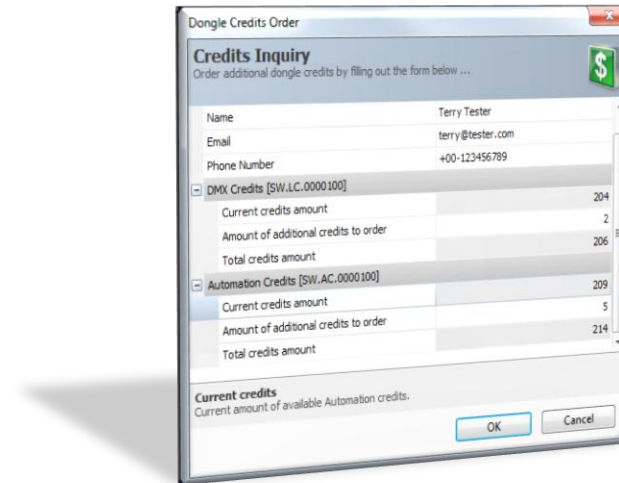 Dongle Credits Order
Credits Inquiry
Order additional dongle credits by filling out the form below ...
Name Terry Tester
Email terry@tester.com
Phone Number +00-123456789
DMX Credits [SW.LC.0000100]
Current credits amount 204
Amount of additional credits to order 2
Total credits amount 206
Automation Credits [SW.AC.0000100]
Current credits amount 209
Amount of additional credits to order 5
Total credits amount 214
Current credits
Current amount of available Automation credits.
OK Cancel